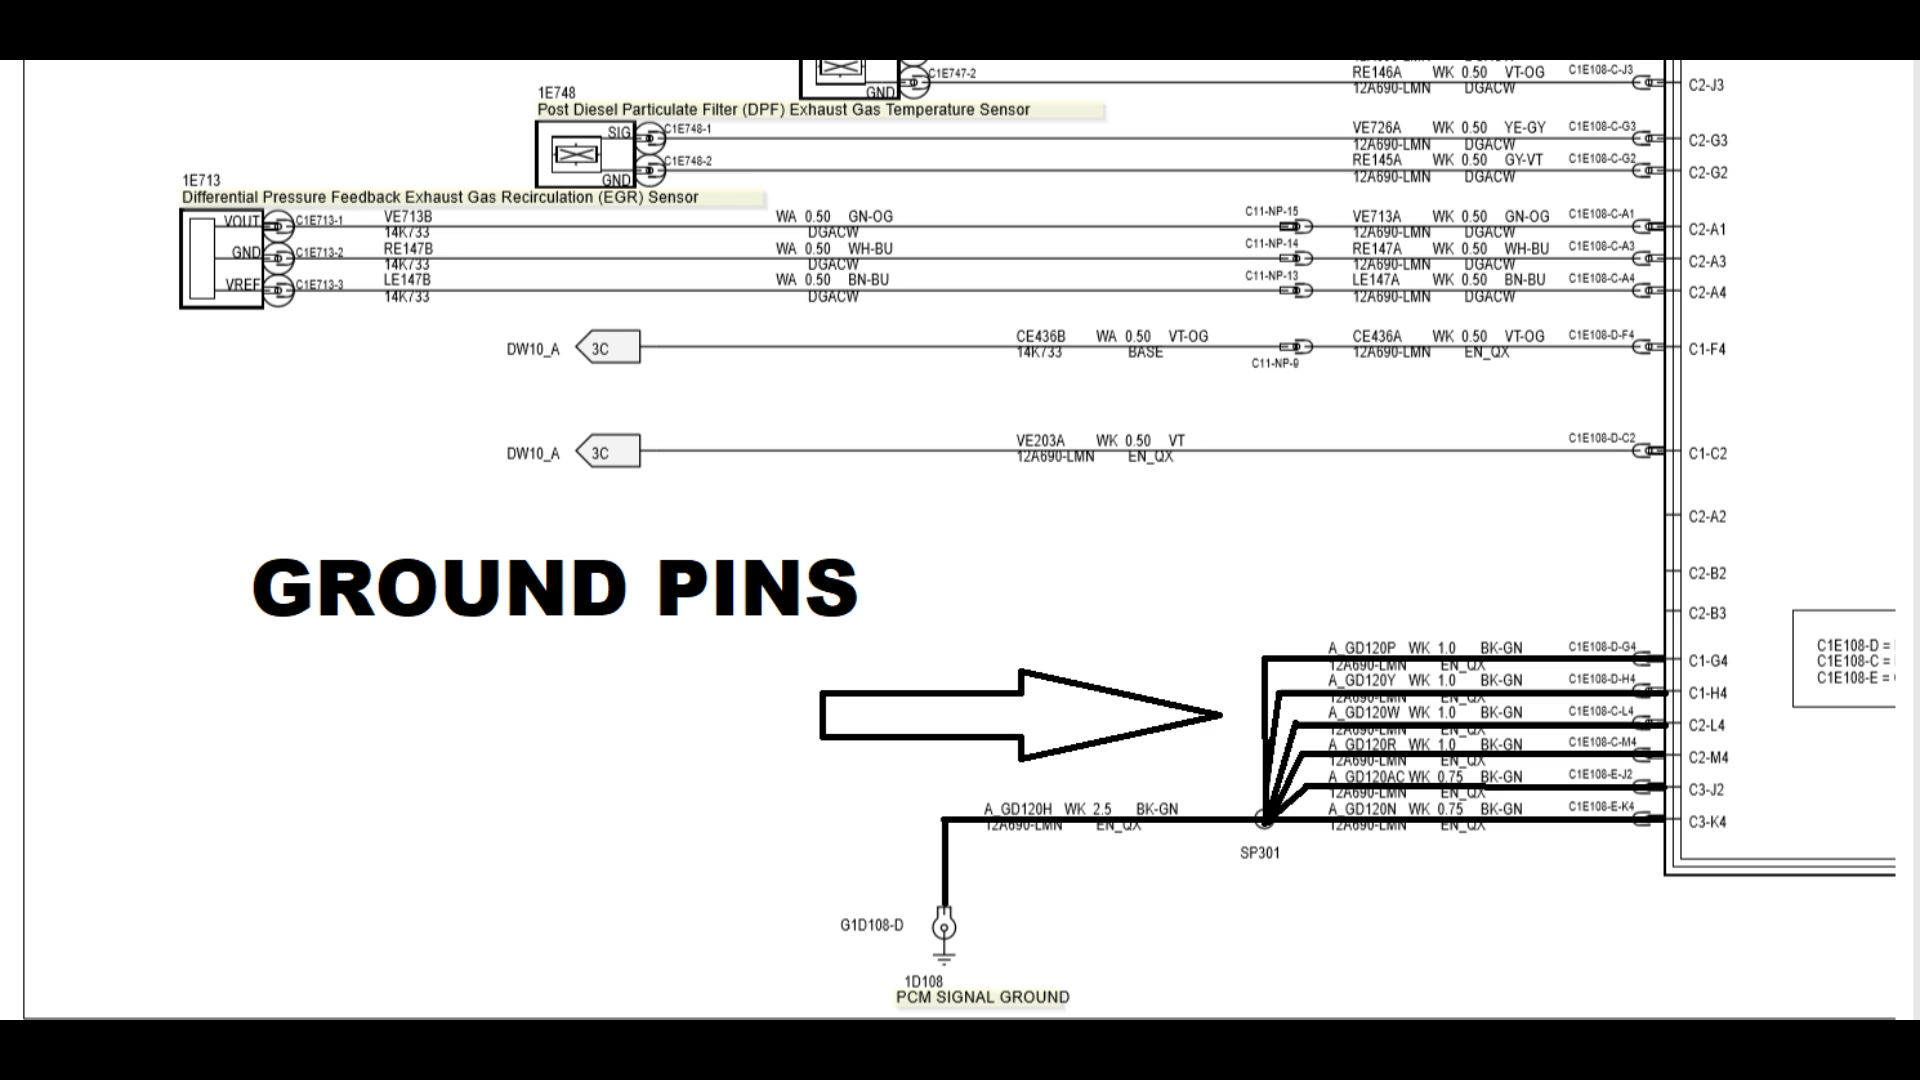 C1E747-2
GND
RE146A WK 0.50 VT-OG C1E108-C-J3
12A690-LMN DGACW
C2-J3
1E748
Post Diesel Particulate Filter (DPF) Exhaust Gas Temperature Sensor
SIG C1E748-1
VE726A WK 0.50 YE-GY C1E108-C-G3
12A690-LMN DGACW
C2-G3
GND C1E748-2
RE145A WK 0.50 GY-VT C1E108-C-G2
12A690-LMN DGACW
C2-G2
1E713
Differential Pressure Feedback Exhaust Gas Recirculation (EGR) Sensor
VOUT C1E713-1 VE713B WA 0.50 GN-OG C11-NP-15 VE713A WK 0.50 GN-OG C1E108-C-A1
14K733 DGACW 12A690-LMN DGACW
C2-A1
GND C1E713-2 RE147B WA 0.50 WH-BU C11-NP-14 RE147A WK 0.50 WH-BU C1E108-C-A3
14K733 DGACW 12A690-LMN DGACW
C2-A3
VREF C1E713-3 LE147B WA 0.50 BN-BU C11-NP-13 LE147A WK 0.50 BN-BU C1E108-C-A4
14K733 DGACW 12A690-LMN DGACW
C2-A4
CE436B WA 0.50 VT-OG CE436A WK 0.50 VT-OG C1E108-D-F4
DW10_A 3C
14K733 BASE 12A690-LMN EN_QX
C1-F4
C11-NP-9
VE203A WK 0.50 VT C1E108-D-C2
DW10_A 3C
12A690-LMN EN_QX
C1-C2
C2-A2
C2-B2
GROUND PINS
C2-B3
A_GD120P WK 1.0 BK-GN C1E108-D-G4
12A690-LMN EN_QX
C1-G4
A_GD120Y WK 1.0 BK-GN C1E108-D-H4
12A690-LMN EN_QX
C1-H4
A_GD120W WK 1.0 BK-GN C1E108-C-L4
12A690-LMN EN_QX
C2-L4
A_GD120R WK 1.0 BK-GN C1E108-C-M4
12A690-LMN EN_QX
C2-M4
A_GD120AC WK 0.75 BK-GN C1E108-E-J2
12A690-LMN EN_QX
C3-J2
A_GD120H WK 2.5 BK-GN A_GD120N WK 0.75 BK-GN C1E108-E-K4
12A690-LMN EN_QX 12A690-LMN EN_QX
C3-K4
C1E108-D =
C1E108-C =
C1E108-E =
SP301
G1D108-D
1D108
PCM SIGNAL GROUND